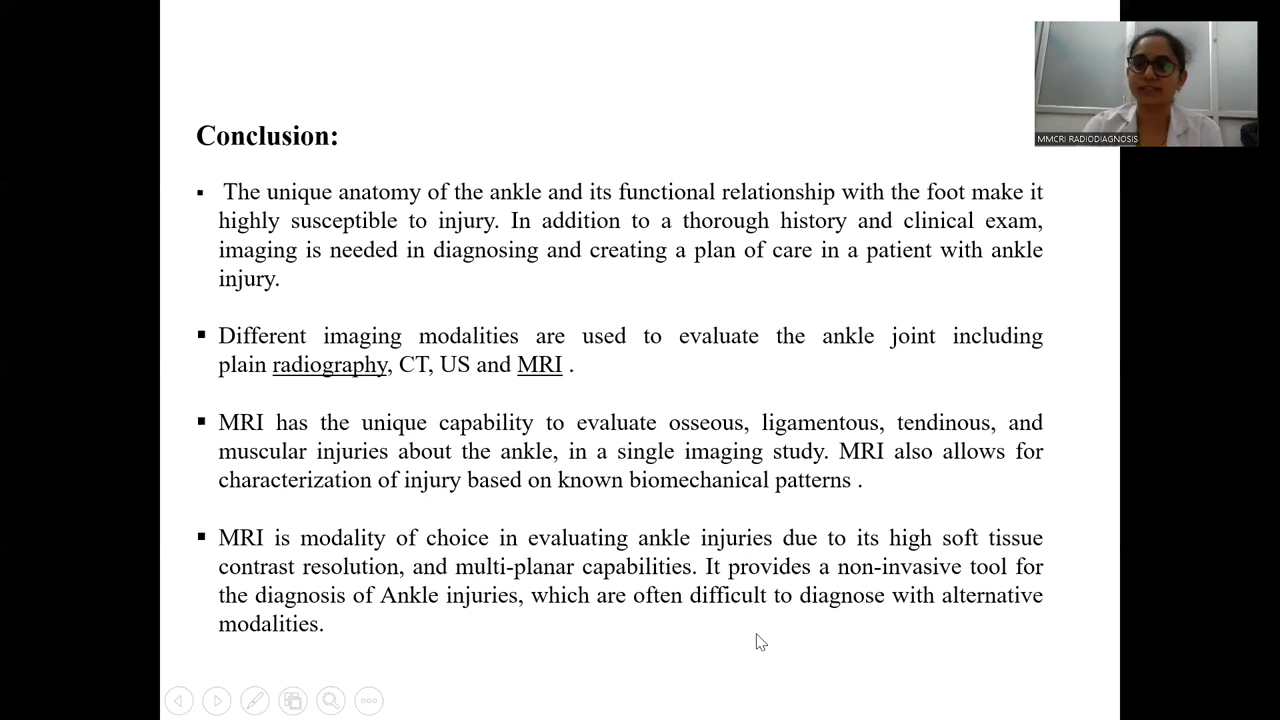 MMCRI RADIODIAGNOSIS
Conclusion:
▪ The unique anatomy of the ankle and its functional relationship with the foot make it
highly susceptible to injury. In addition to a thorough history and clinical exam,
imaging is needed in diagnosing and creating a plan of care in a patient with ankle
injury.
▪ Different imaging modalities are used to evaluate the ankle joint including
plain radiography, CT, US and MRI .
▪ MRI has the unique capability to evaluate osseous, ligamentous, tendinous, and
muscular injuries about the ankle, in a single imaging study. MRI also allows for
characterization of injury based on known biomechanical patterns .
▪ MRI is modality of choice in evaluating ankle injuries due to its high soft tissue
contrast resolution, and multi-planar capabilities. It provides a non-invasive tool for
the diagnosis of Ankle injuries, which are often difficult to diagnose with alternative
modalities.